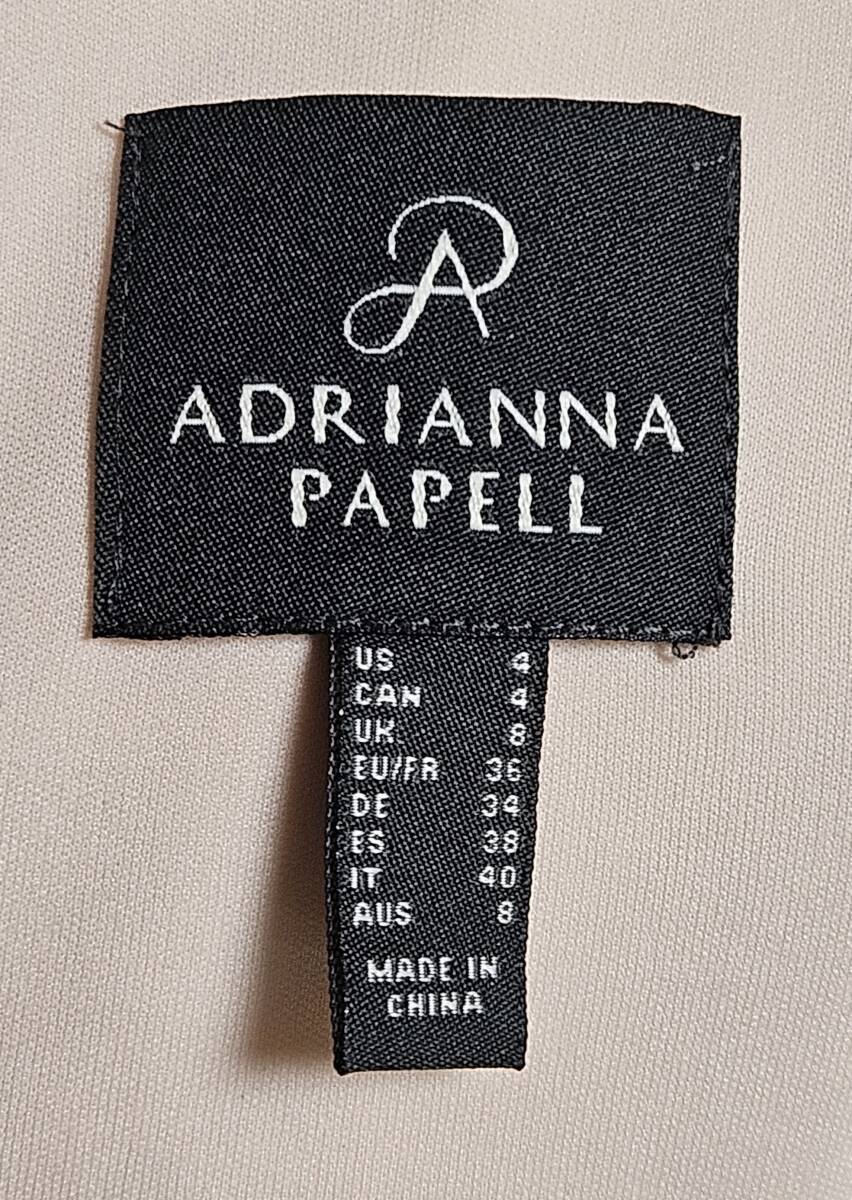 ADRIANNA
PAPELL
US 4
CAN 4
UK 8
EU/FR 36
DE 34
ES 38
IT 40
AUS 8
MADE IN
CHINA